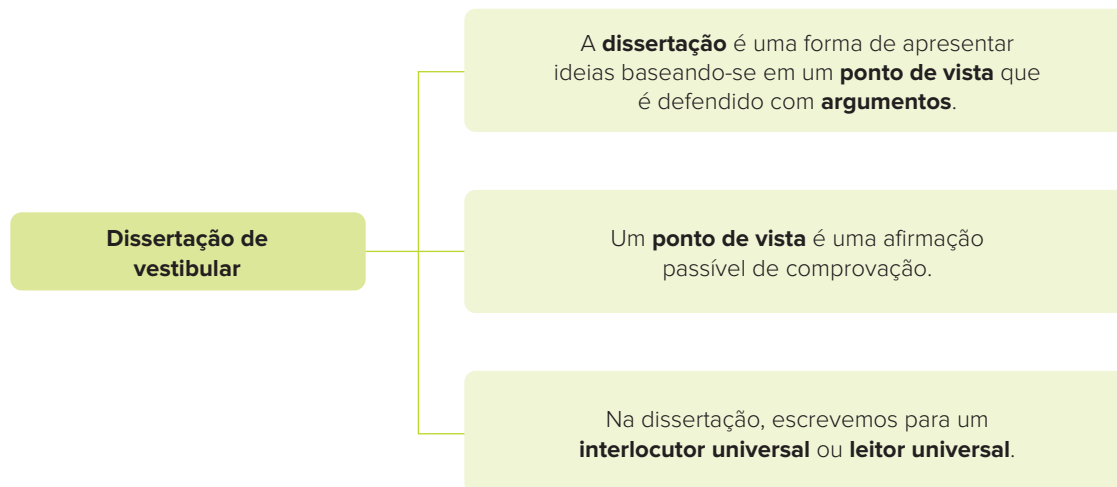 A dissertação é uma forma de apresentar
ideias baseando-se em um ponto de vista que
é defendido com argumentos.
Dissertação de
vestibular
Um ponto de vista é uma afirmação
passível de comprovação.
Na dissertação, escrevemos para um
interlocutor universal ou leitor universal.